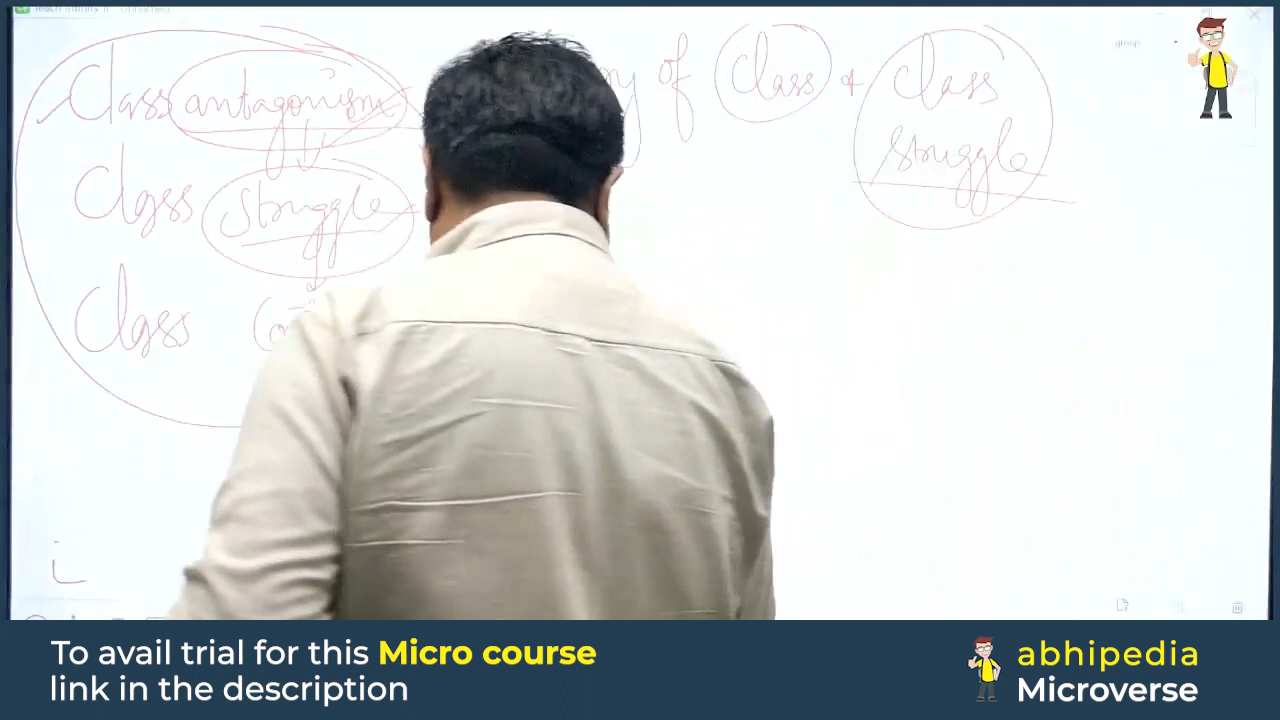 Class antagonism
Class Struggle
Class
of Class + Class
Struggle
group
To avail trial for this Micro course
link in the description
abhipedia
Microverse